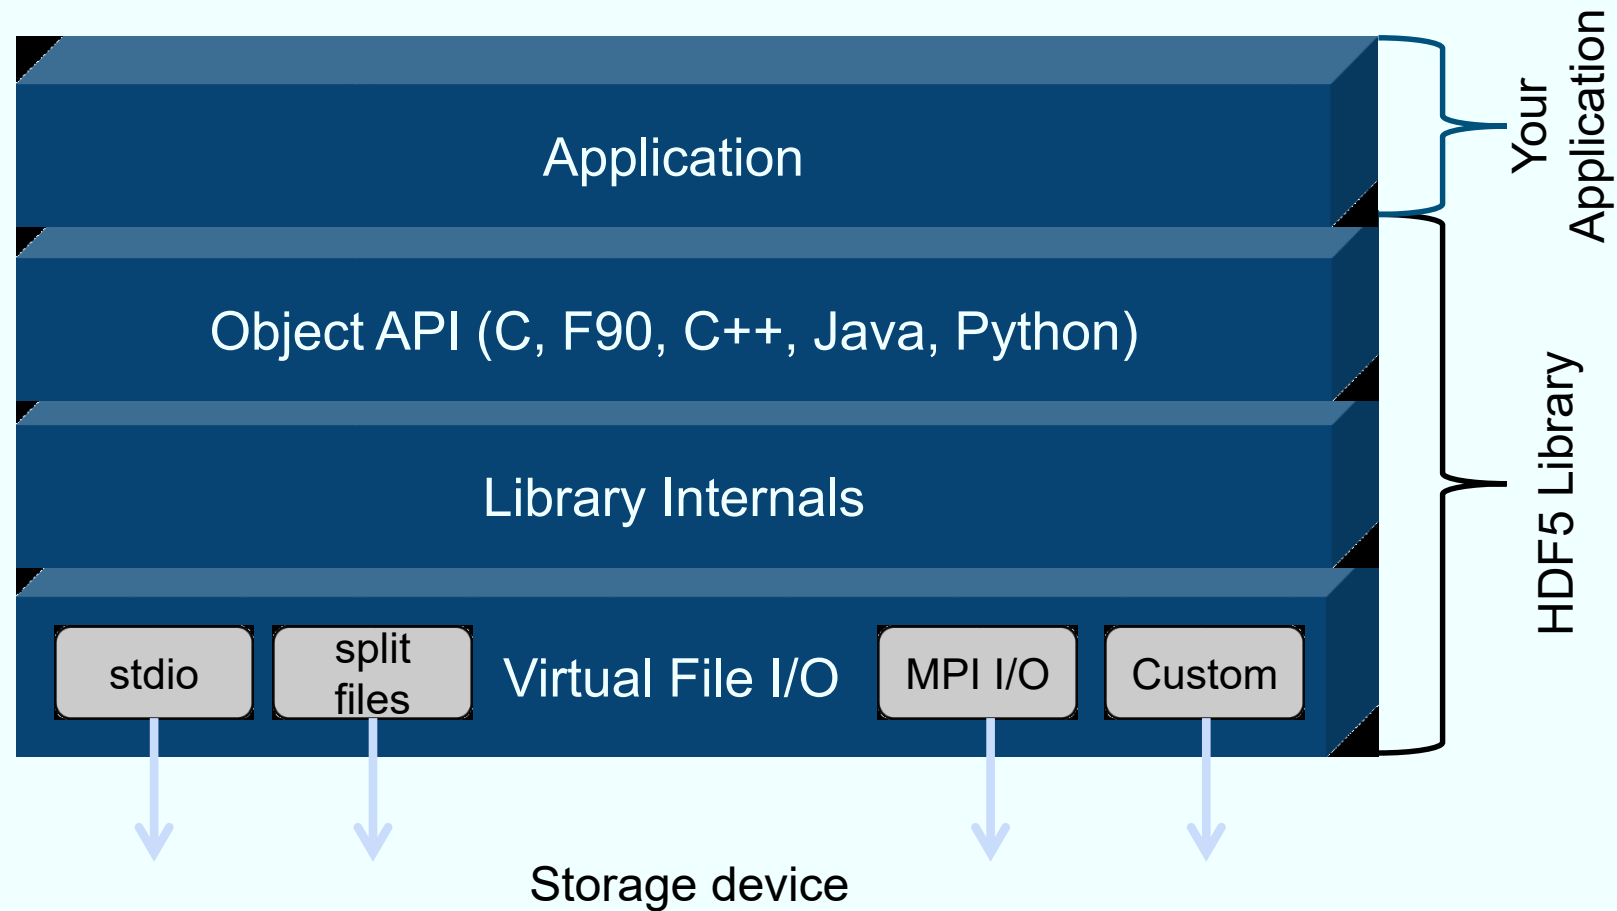 Application
Your
Application
Object API (C, F90, C++, Java, Python)
Library Internals
HDF5 Library
stdio
split
files
Virtual File I/O
MPI I/O
Custom
Storage device